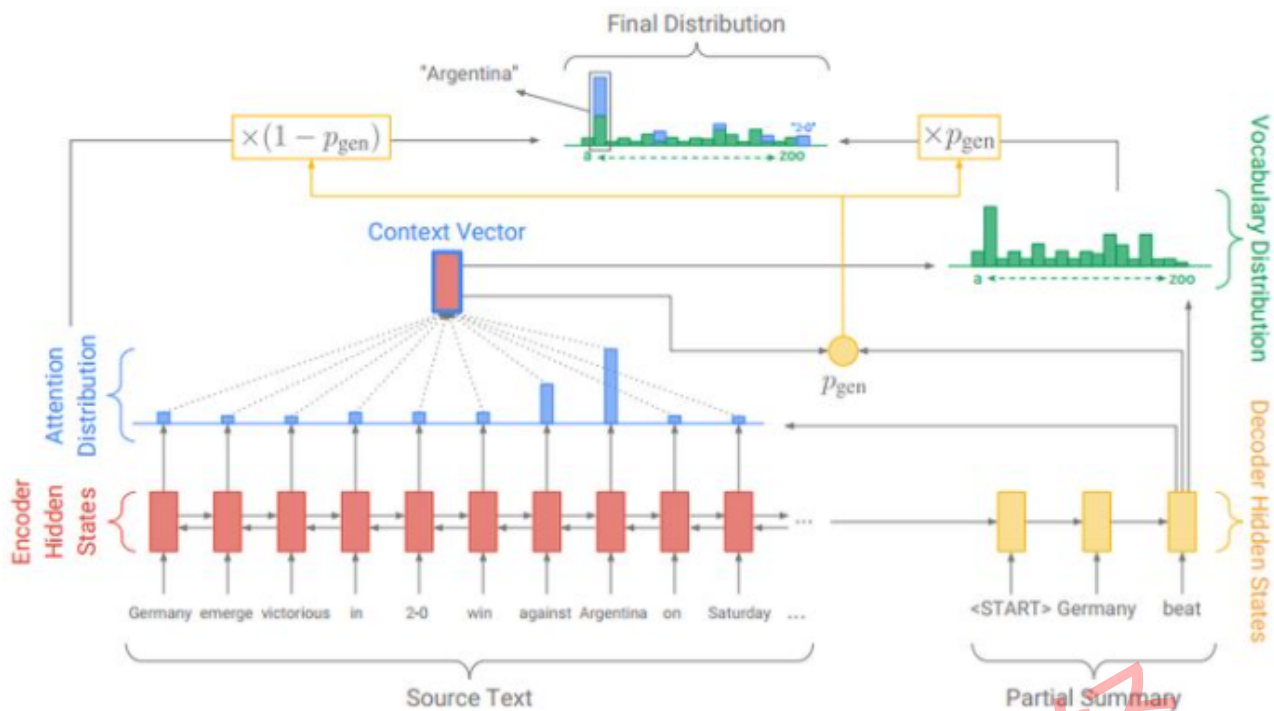 Final Distribution
"Argentina"
×(1 − p_gen)
"2-0"
×p_gen
a
zoo
Context Vector
Vocabulary Distribution
a
zoo
Attention
Distribution
p_gen
Encoder
Hidden
States
Decoder Hidden States
...
Germany emerge victorious in 2-0 win against Argentina on Saturday ...
<START> Germany beat
Source Text
Partial Summary